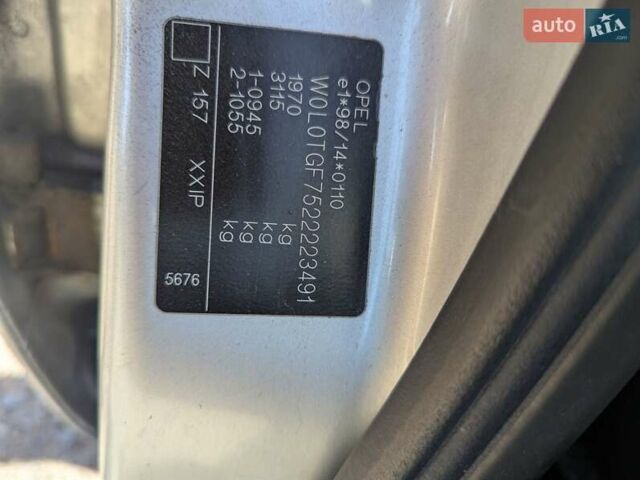 OPEL
e1*98/14*0110
W0L0TGF7522223491
1970 kg
3115 kg
1-0945 kg
2-1055 kg
Z 157 XXIP
5676
auto RIA.com